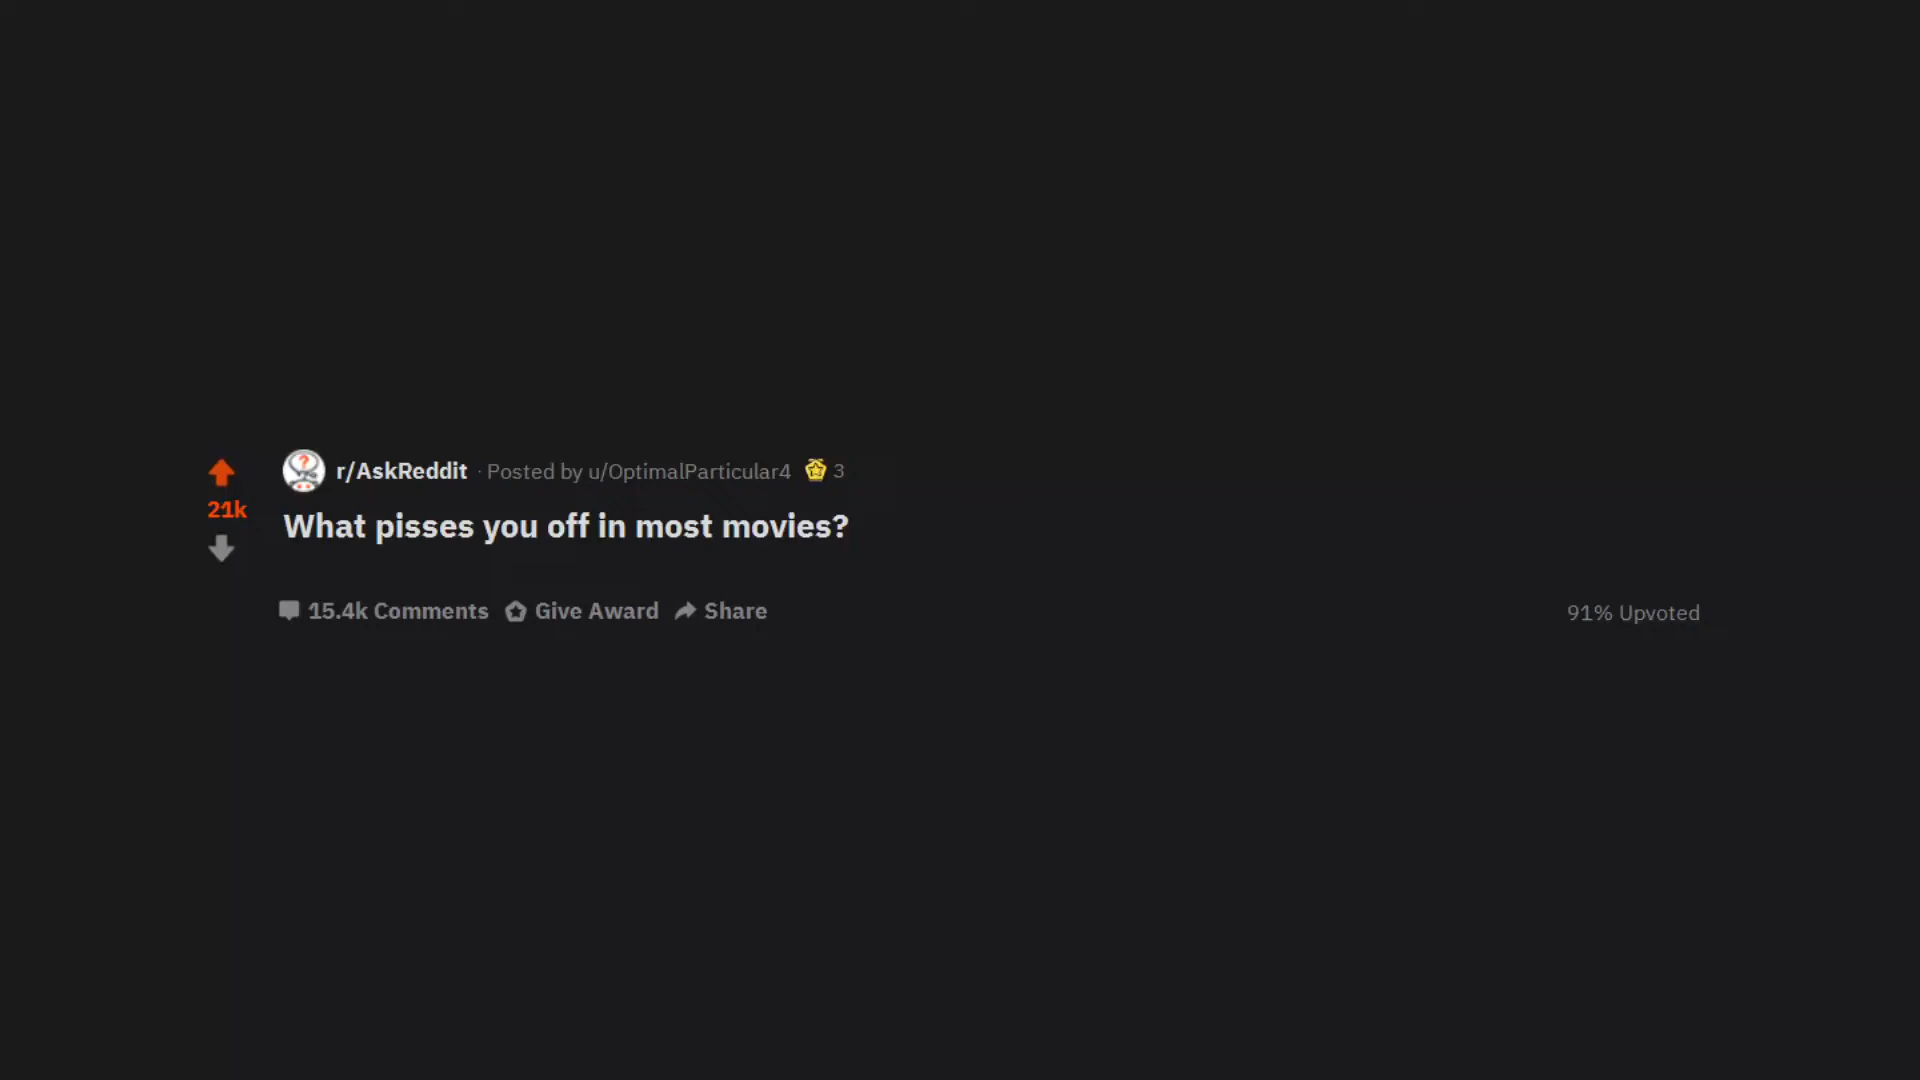 r/AskReddit · Posted by u/OptimalParticular4 3
21k
What pisses you off in most movies?
15.4k Comments Give Award Share 91% Upvoted